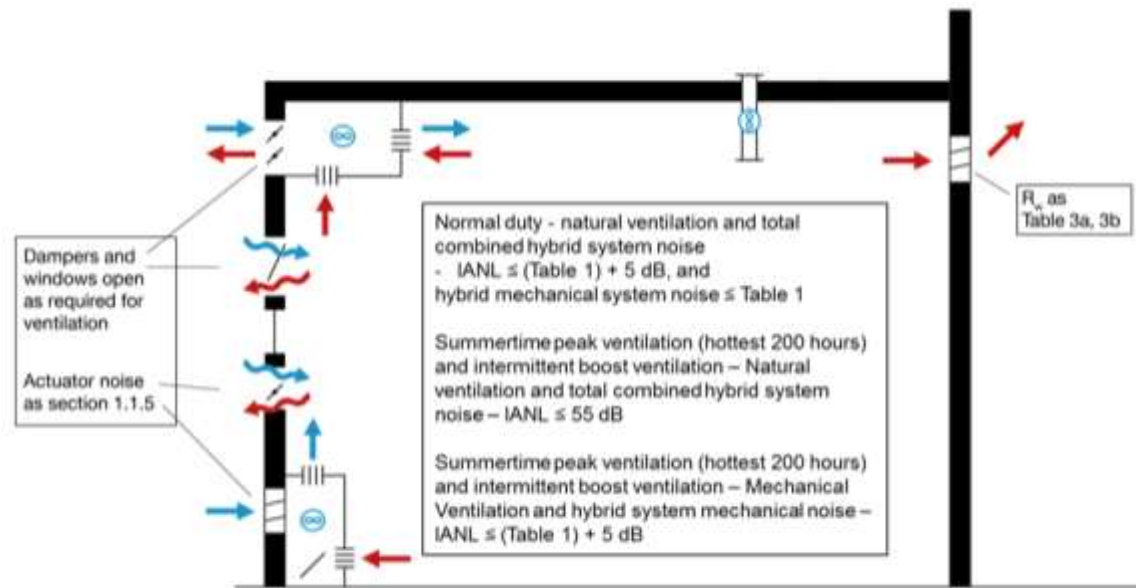 Dampers and
windows open
as required for
ventilation
Actuator noise
as section 1.1.5
Normal duty - natural ventilation and total
combined hybrid system noise
- IANL ≤ (Table 1) + 5 dB, and
hybrid mechanical system noise ≤ Table 1
Summertime peak ventilation (hottest 200 hours)
and intermittent boost ventilation – Natural
ventilation and total combined hybrid system
noise – IANL ≤ 55 dB
Summertime peak ventilation (hottest 200 hours)
and intermittent boost ventilation – Mechanical
Ventilation and hybrid system mechanical noise –
IANL ≤ (Table 1) + 5 dB
Rw as
Table 3a, 3b